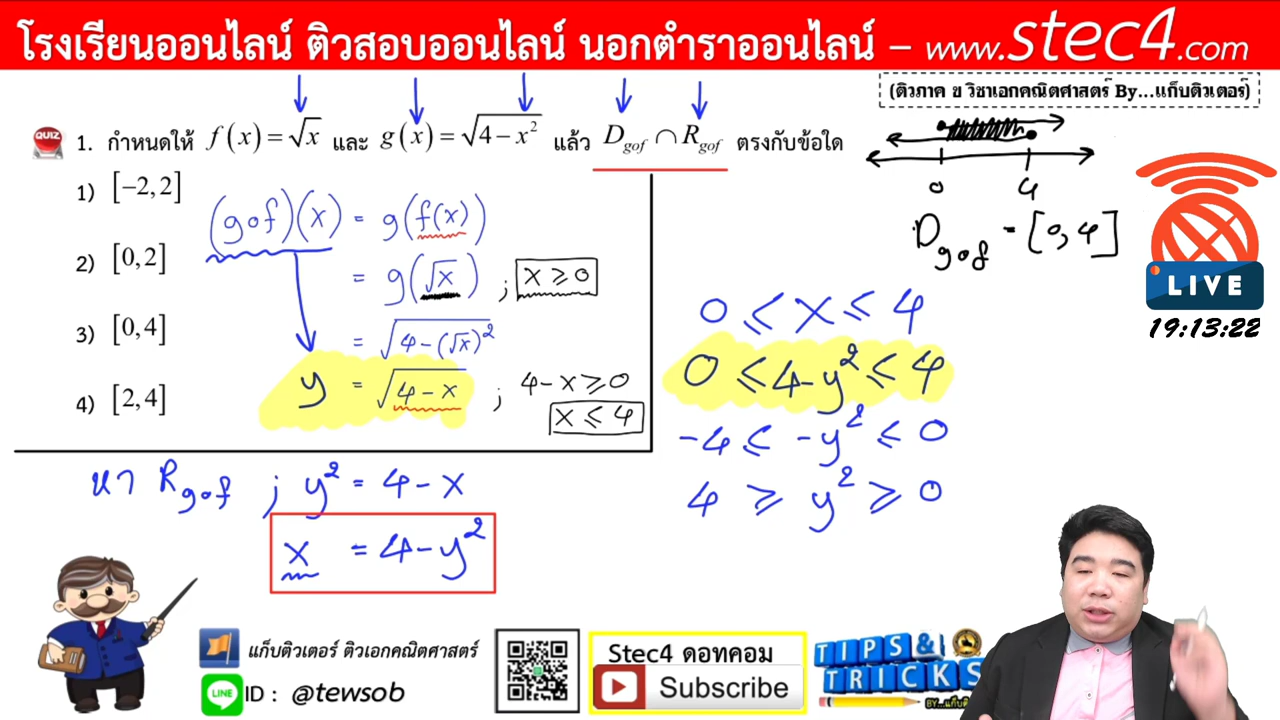 โรงเรียนออนไลน์ ติวสอบออนไลน์ นอกตำราออนไลน์ – www.stec4.com
(ติวภาค ข วิชาเอกคณิตศาสตร์ By...แก็บติวเตอร์)
QUIZ 1. กำหนดให้ f(x)=√x และ g(x)=√4−x² แล้ว D_gof ∩ R_gof ตรงกับข้อใด
1) [−2,2]
2) [0,2]
3) [0,4]
4) [2,4]
(gof)(x) = g(f(x))
= g(√x) ; x ≥ 0
= √4−(√x)²
y = √4−x ; 4−x ≥ 0
x ≤ 4
หา R_gof ; y² = 4−x
x = 4−y²
0 4
D_gof = [0,4]
0 ≤ x ≤ 4
0 ≤ 4−y² ≤ 4
−4 ≤ −y² ≤ 0
4 ≥ y² ≥ 0
LIVE
19:13:22
แก็บติวเตอร์ ติวเอกคณิตศาสตร์
LINE ID : @tewsob
Stec4 ดอทคอม
Subscribe
TIPS &
TRICKS